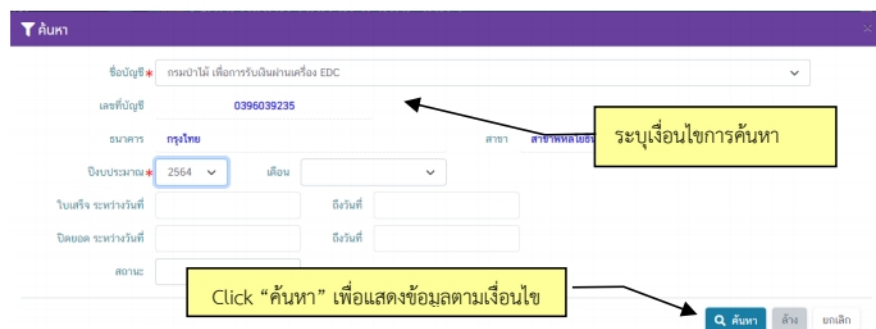 ค้นหา
ชื่อบัญชี * กรมป่าไม้ เพื่อการรับเงินผ่านเครื่อง EDC
เลขที่บัญชี 0396039235
ระบุเงื่อนไขการค้นหา
ธนาคาร กรุงไทย สาขา
ปีงบประมาณ * 2564 เดือน
ใบเสร็จ ระหว่างวันที่ ถึงวันที่
ปิดยอด ระหว่างวันที่ ถึงวันที่
สถานะ
Click “ค้นหา” เพื่อแสดงข้อมูลตามเงื่อนไข
ค้นหา ล้าง ยกเลิก